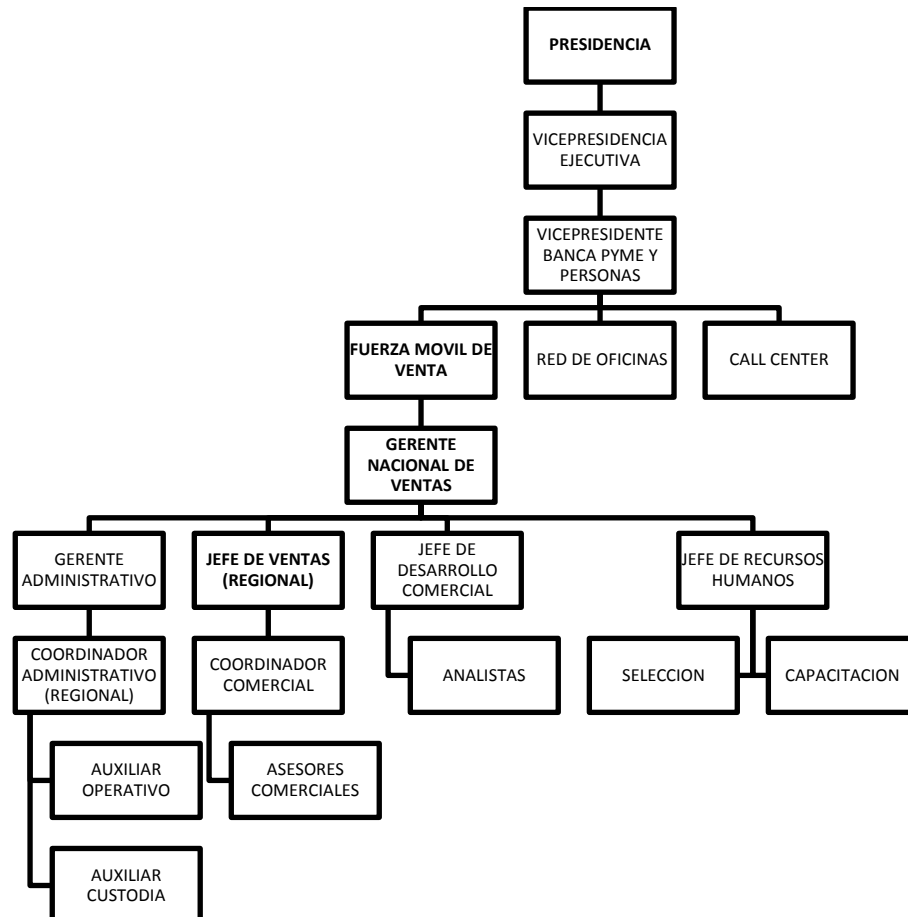 PRESIDENCIA
VICEPRESIDENCIA
EJECUTIVA
VICEPRESIDENTE
BANCA PYME Y
PERSONAS
FUERZA MOVIL DE
VENTA
RED DE OFICINAS
CALL CENTER
GERENTE
NACIONAL DE
VENTAS
GERENTE
ADMINISTRATIVO
JEFE DE VENTAS
(REGIONAL)
JEFE DE
DESARROLLO
COMERCIAL
JEFE DE RECURSOS
HUMANOS
COORDINADOR
ADMINISTRATIVO
(REGIONAL)
COORDINADOR
COMERCIAL
ANALISTAS
SELECCION
CAPACITACION
AUXILIAR
OPERATIVO
ASESORES
COMERCIALES
AUXILIAR
CUSTODIA